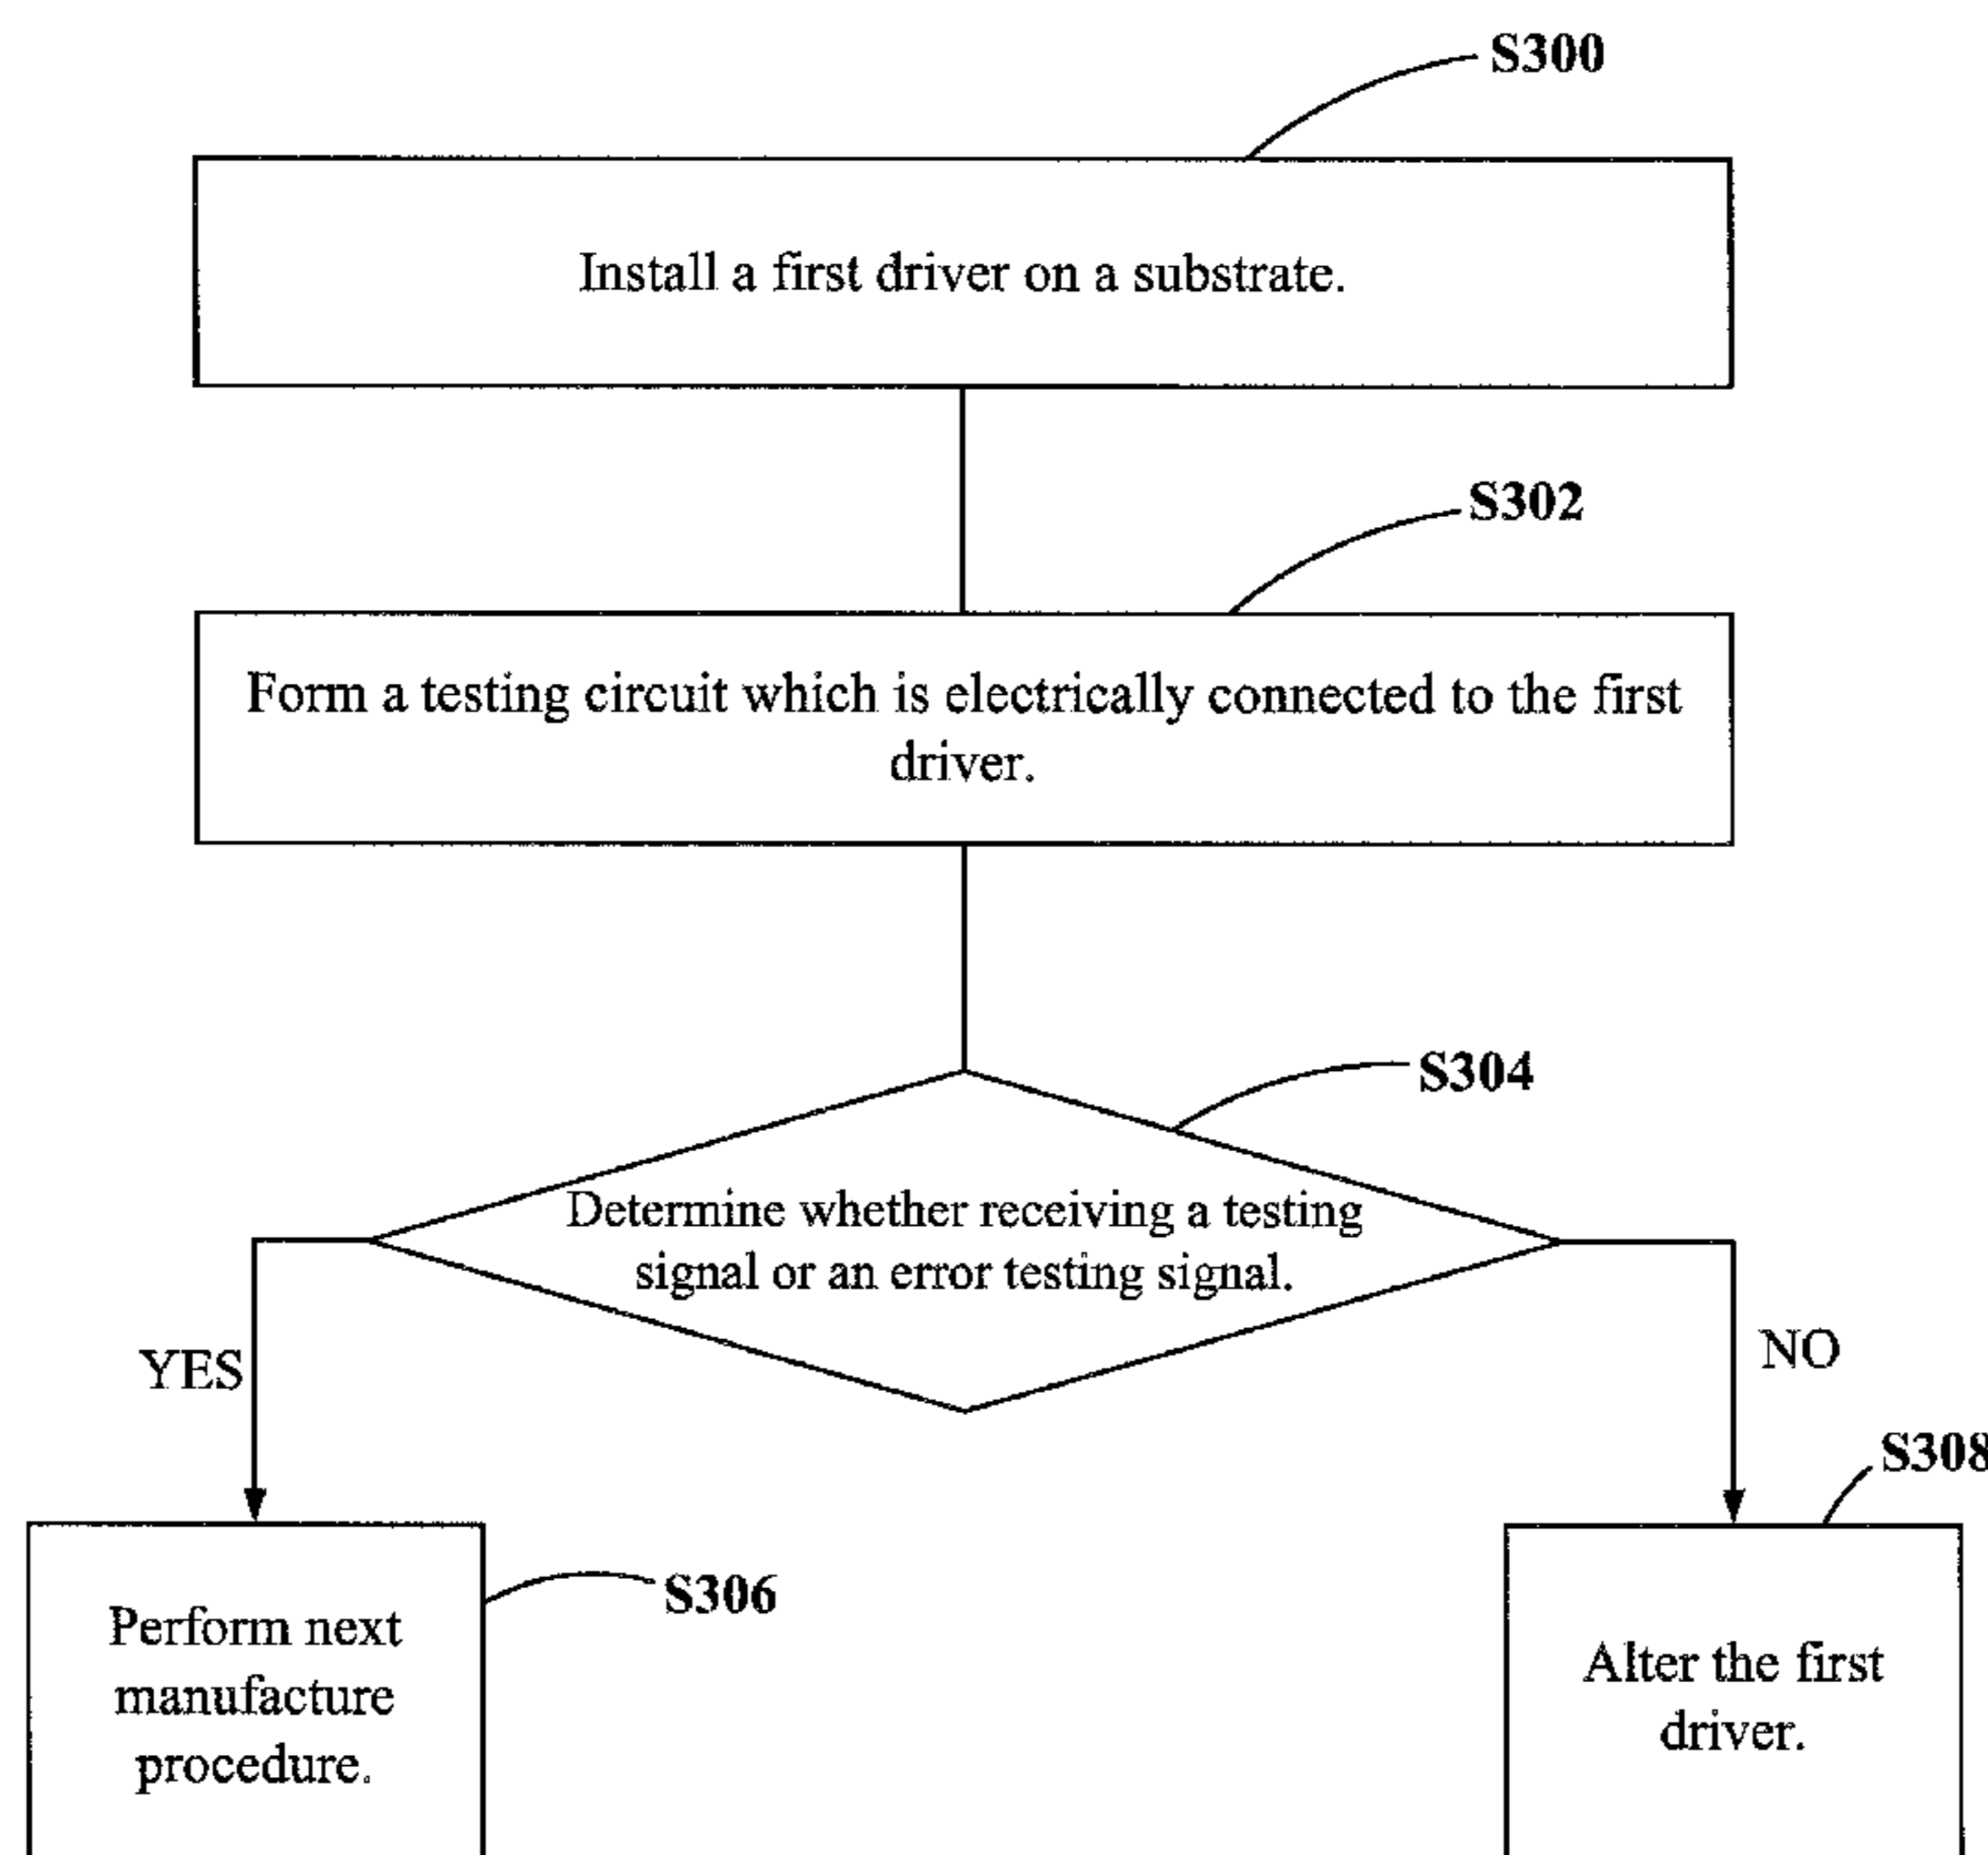 S300
Install a first driver on a substrate.
S302
Form a testing circuit which is electrically connected to the first
driver.
S304
Determine whether receiving a testing
signal or an error testing signal.
YES
NO
S308
S306
Perform next
manufacture
procedure.
Alter the first
driver.